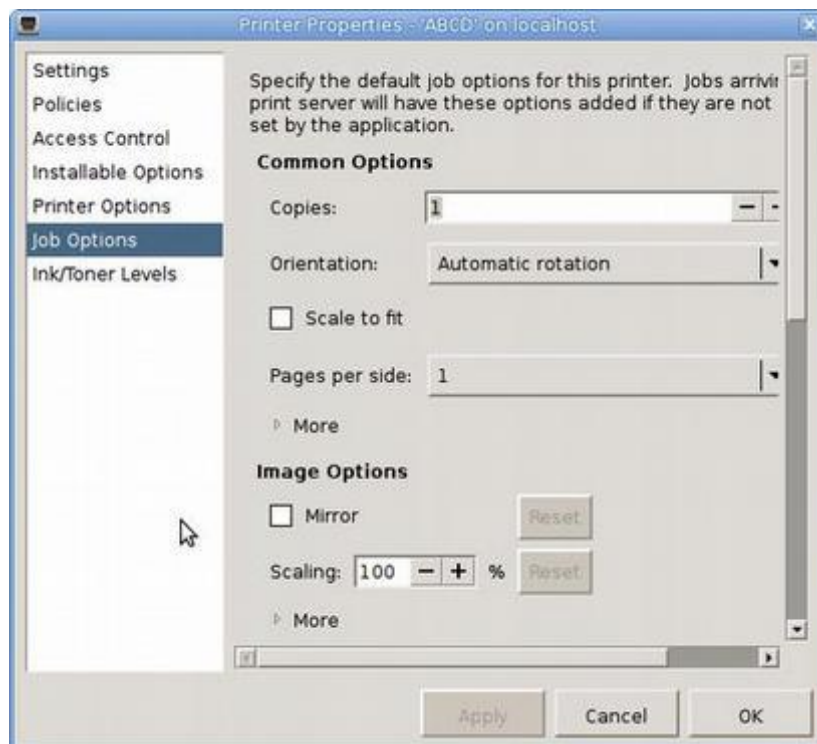 Printer Properties - 'ABCD' on localhost
Settings
Policies
Access Control
Installable Options
Printer Options
Job Options
Ink/Toner Levels
Specify the default job options for this printer. Jobs arrivin
print server will have these options added if they are not
set by the application.
Common Options
Copies: 1
Orientation: Automatic rotation
Scale to fit
Pages per side: 1
More
Image Options
Mirror Reset
Scaling: 100 % Reset
More
Apply Cancel OK